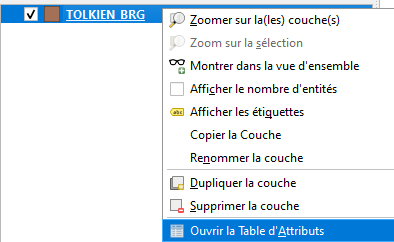 TOLKIEN_BRG
Zoomer sur la(les) couche(s)
Zoom sur la sélection
Montrer dans la vue d'ensemble
Afficher le nombre d'entités
abc Afficher les étiquettes
Copier la Couche
Renommer la couche
Dupliquer la couche
Supprimer la couche
Ouvrir la Table d'Attributs